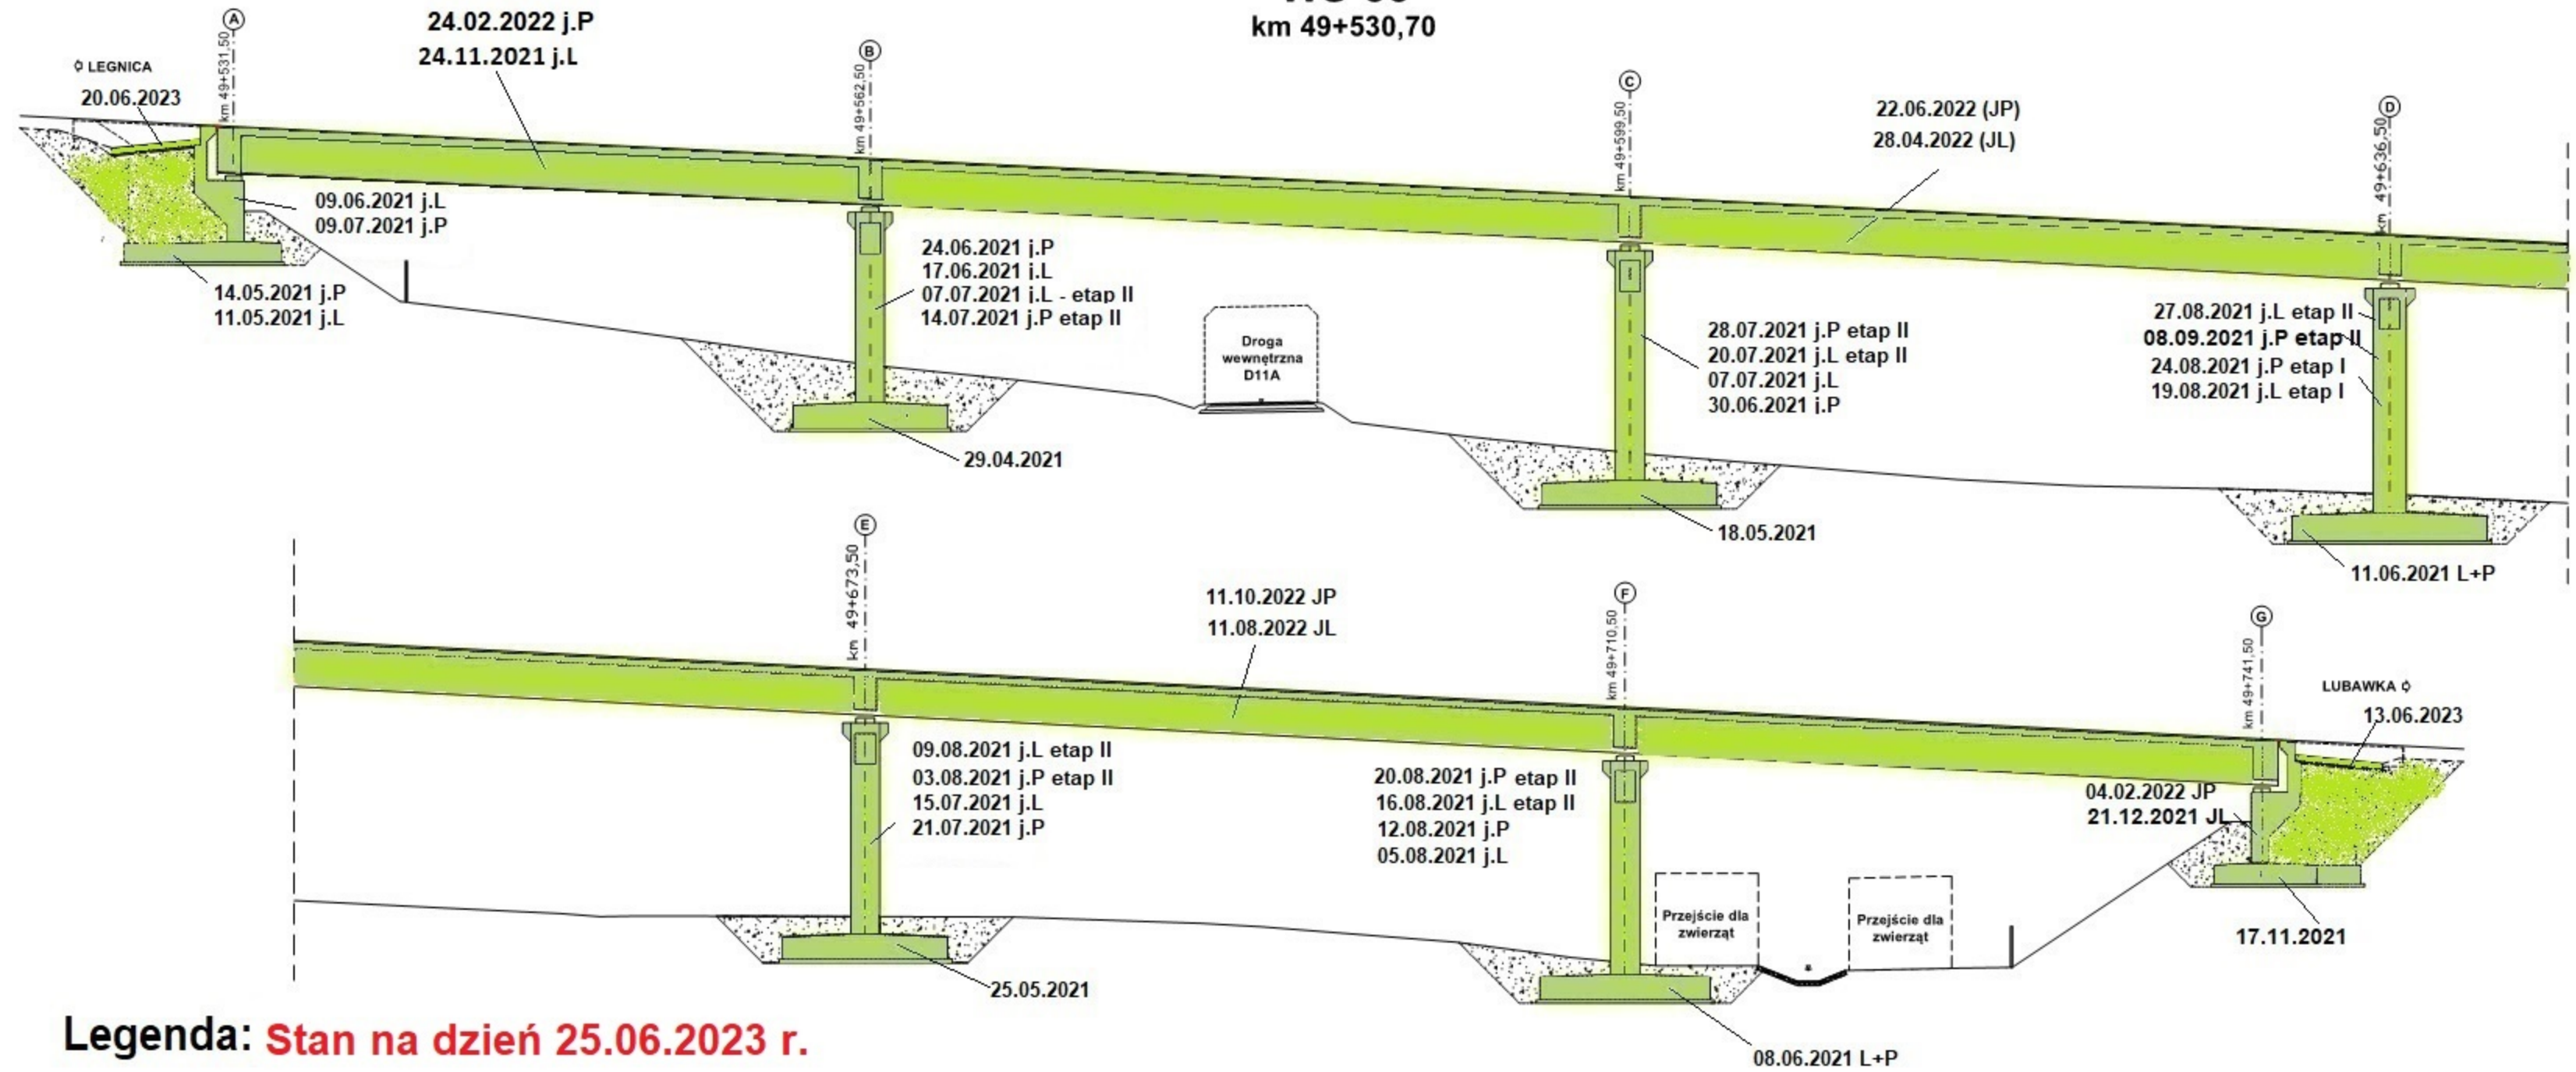 km 49+530,70
A
km 49+531,50
LEGNICA
20.06.2023
24.02.2022 j.P
24.11.2021 j.L
B
km 49+562,50
C
km 49+599,50
22.06.2022 (JP)
28.04.2022 (JL)
D
km 49+636,50
09.06.2021 j.L
09.07.2021 j.P
14.05.2021 j.P
11.05.2021 j.L
24.06.2021 j.P
17.06.2021 j.L
07.07.2021 j.L - etap II
14.07.2021 j.P etap II
29.04.2021
Droga
wewnętrzna
D11A
28.07.2021 j.P etap II
20.07.2021 j.L etap II
07.07.2021 j.L
30.06.2021 j.P
18.05.2021
27.08.2021 j.L etap II
08.09.2021 j.P etap II
24.08.2021 j.P etap I
19.08.2021 j.L etap I
11.06.2021 L+P
E
km 49+673,50
11.10.2022 JP
11.08.2022 JL
F
km 49+710,50
G
km 49+741,50
LUBAWKA
13.06.2023
09.08.2021 j.L etap II
03.08.2021 j.P etap II
15.07.2021 j.L
21.07.2021 j.P
25.05.2021
20.08.2021 j.P etap II
16.08.2021 j.L etap II
12.08.2021 j.P
05.08.2021 j.L
Przejście dla
zwierząt
Przejście dla
zwierząt
08.06.2021 L+P
04.02.2022 JP
21.12.2021 JL
17.11.2021
Legenda: Stan na dzień 25.06.2023 r.